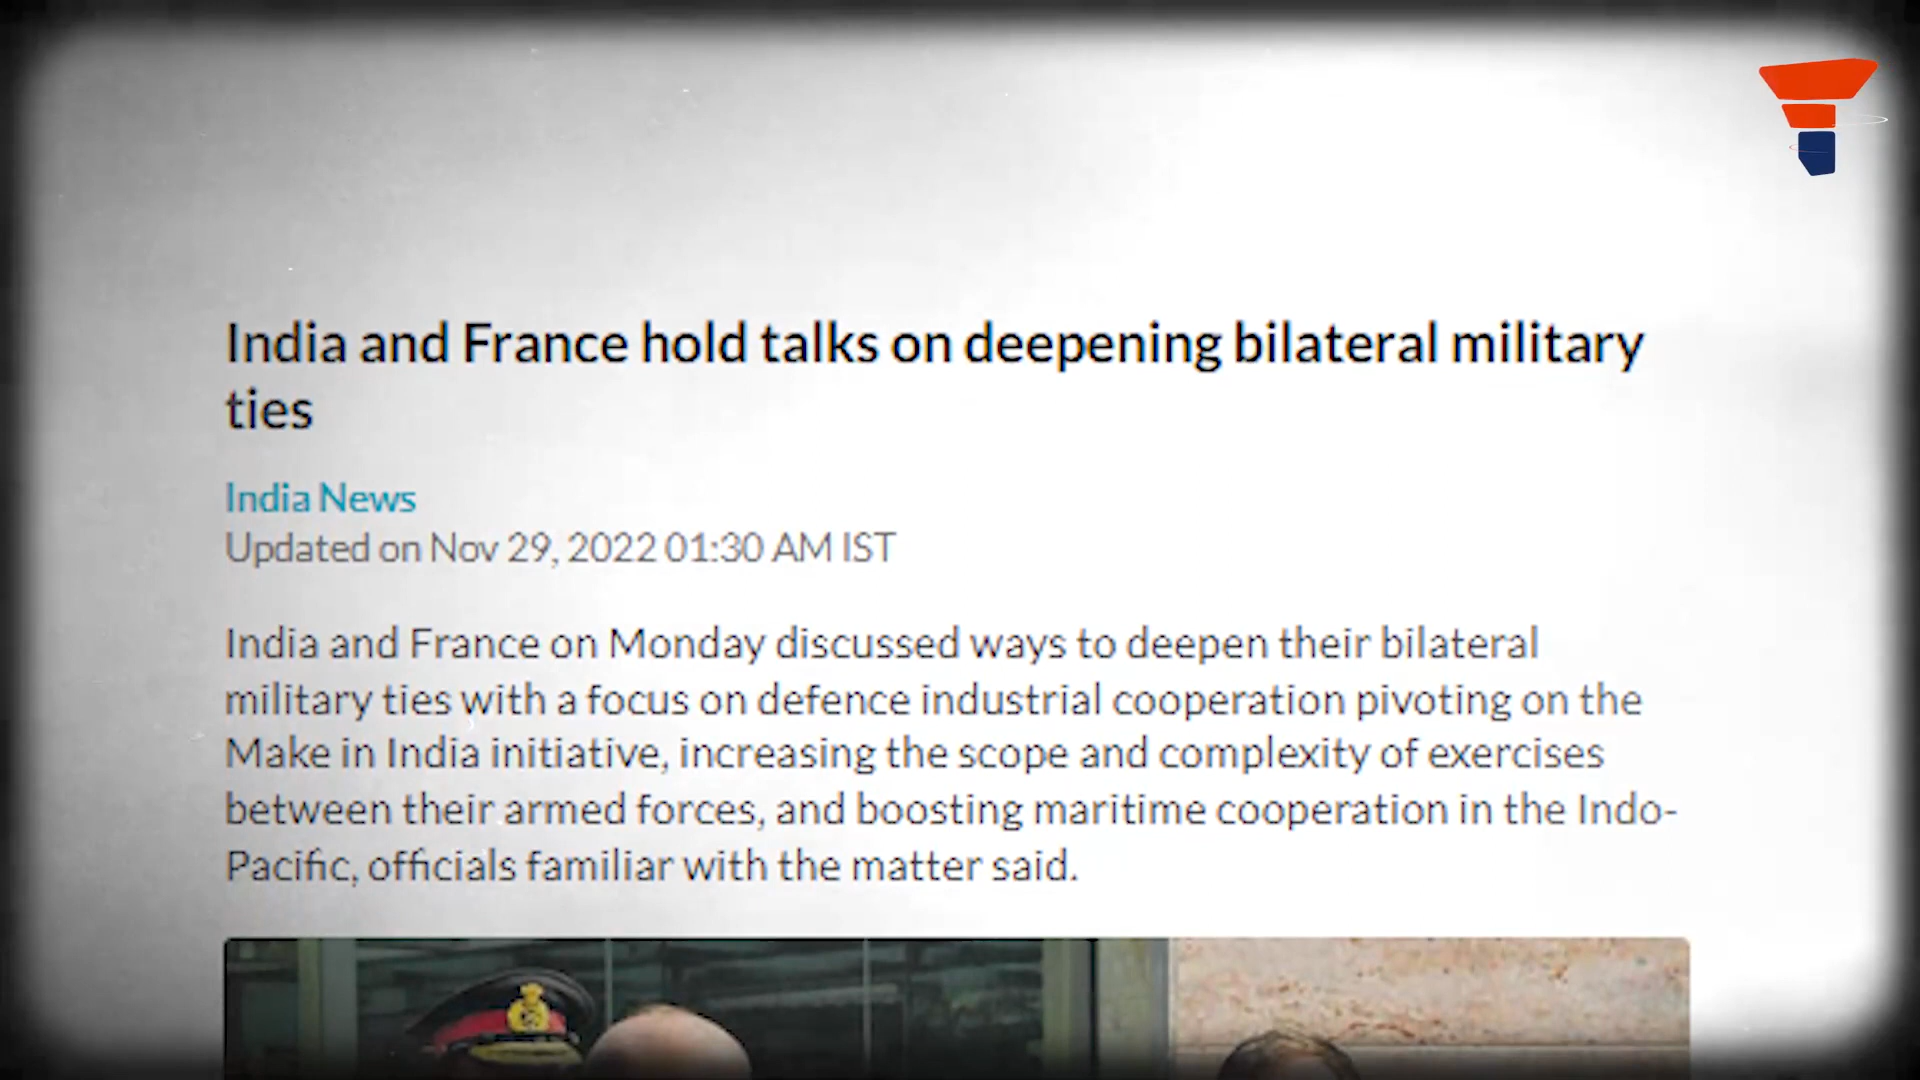 India and France hold talks on deepening bilateral military
ties
India News
Updated on Nov 29, 2022 01:30 AM IST
India and France on Monday discussed ways to deepen their bilateral
military ties with a focus on defence industrial cooperation pivoting on the
Make in India initiative, increasing the scope and complexity of exercises
between their armed forces, and boosting maritime cooperation in the Indo-
Pacific, officials familiar with the matter said.